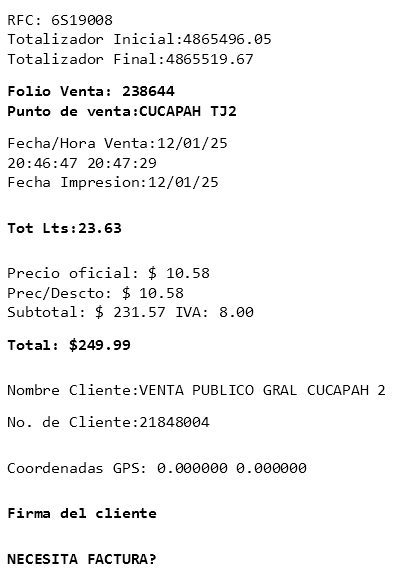 RFC: 6S19008
Totalizador Inicial:4865496.05
Totalizador Final:4865519.67
Folio Venta: 238644
Punto de venta:CUCAPAH TJ2
Fecha/Hora Venta:12/01/25
20:46:47 20:47:29
Fecha Impresion:12/01/25
Tot Lts:23.63
Precio oficial: $ 10.58
Prec/Descto: $ 10.58
Subtotal: $ 231.57 IVA: 8.00
Total: $249.99
Nombre Cliente:VENTA PUBLICO GRAL CUCAPAH 2
No. de Cliente:21848004
Coordenadas GPS: 0.000000 0.000000
Firma del cliente
NECESITA FACTURA?